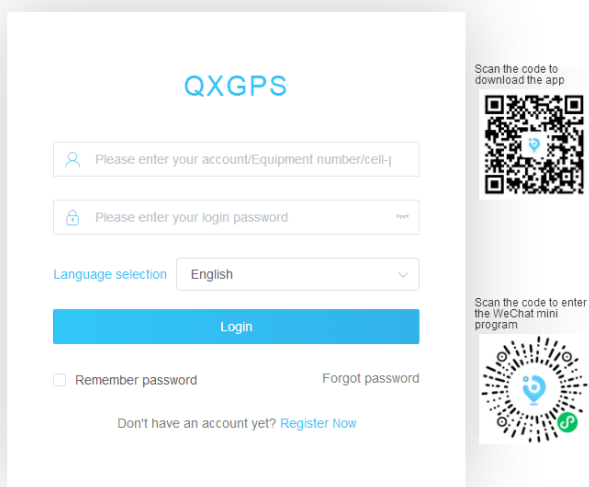 QXGPS
Please enter your account/Equipment number/cell-p
Please enter your login password
Language selection
English
Login
Remember password
Forgot password
Don't have an account yet? Register Now
Scan the code to
download the app
Scan the code to enter
the WeChat mini
program